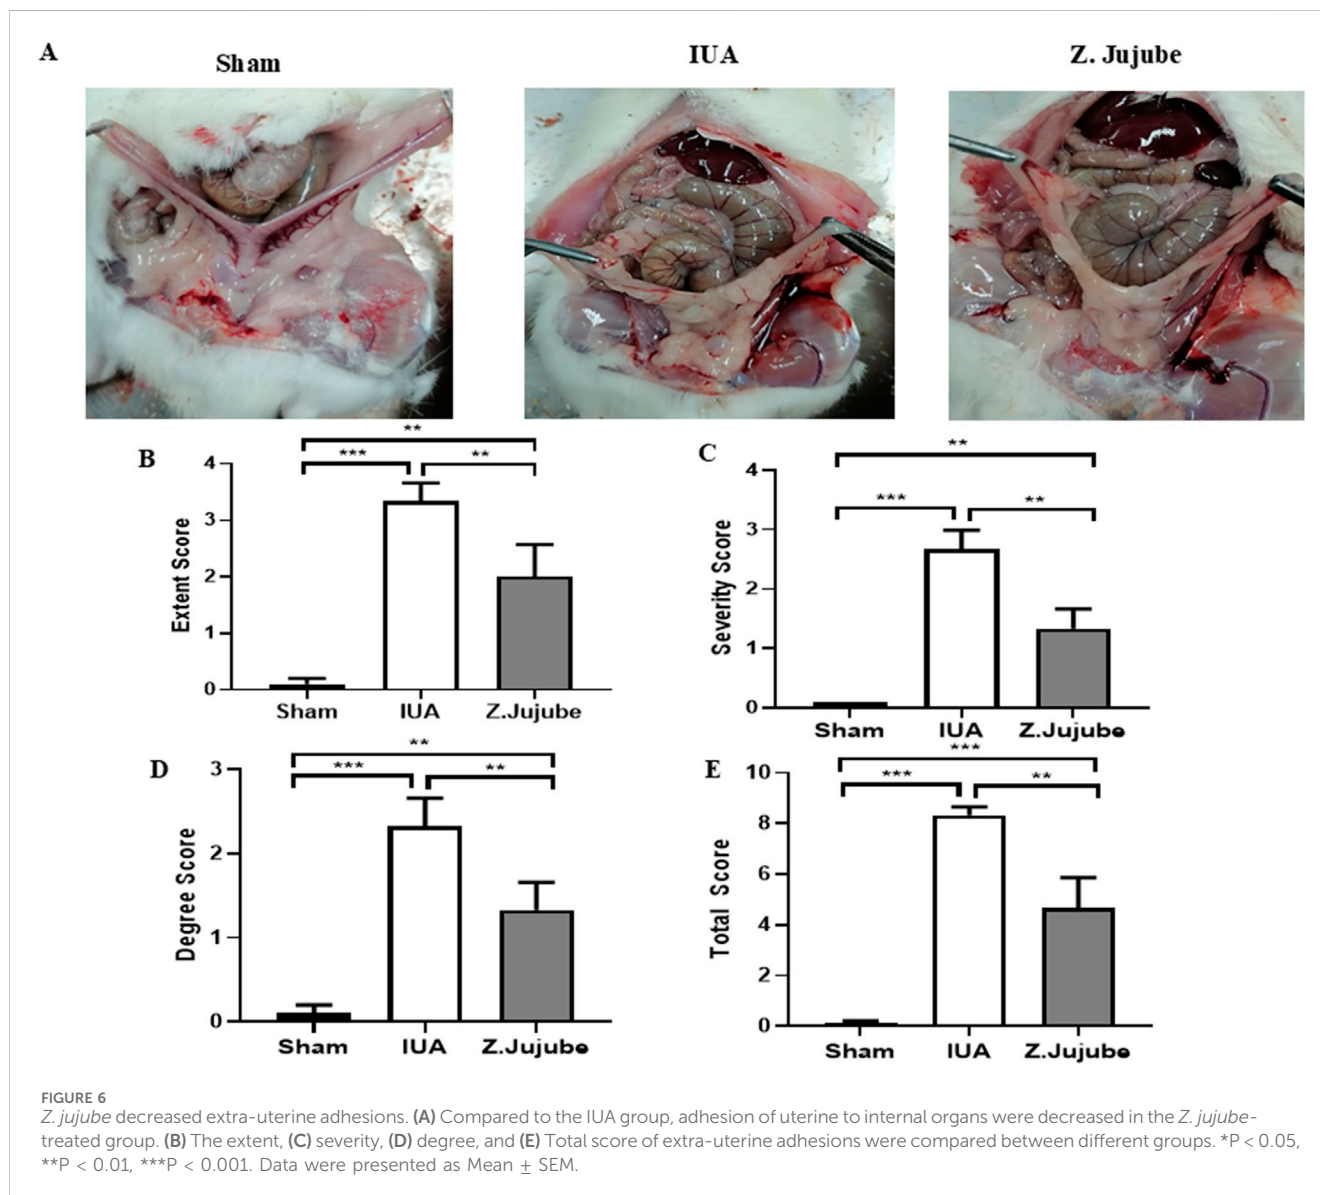 A
Sham
IUA
Z. Jujube
B
**
***
**
4
3
2
1
0
Extent Score
Sham
IUA
Z.Jujube
C
**
***
**
4
3
2
1
0
Severity Score
Sham
IUA
Z.Jujube
D
**
***
**
3
2
1
0
Degree Score
Sham
IUA
Z.Jujube
E
***
***
**
10
8
6
4
2
0
Total Score
Sham
IUA
Z.Jujube
FIGURE 6
Z. jujube decreased extra-uterine adhesions. (A) Compared to the IUA group, adhesion of uterine to internal organs were decreased in the Z. jujube-
treated group. (B) The extent, (C) severity, (D) degree, and (E) Total score of extra-uterine adhesions were compared between different groups. *P < 0.05,
**P < 0.01, ***P < 0.001. Data were presented as Mean ± SEM.